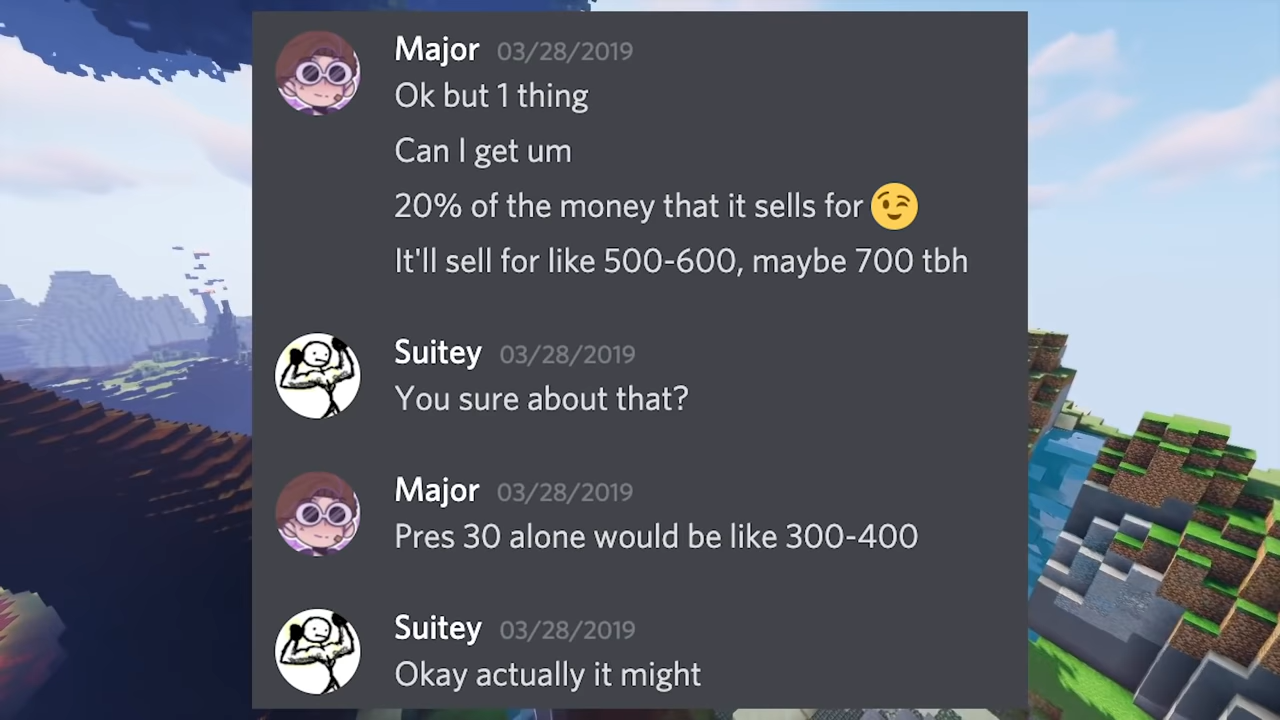 Major 03/28/2019
Ok but 1 thing
Can I get um
20% of the money that it sells for 😉
It'll sell for like 500-600, maybe 700 tbh
Suitey 03/28/2019
You sure about that?
Major 03/28/2019
Pres 30 alone would be like 300-400
Suitey 03/28/2019
Okay actually it might